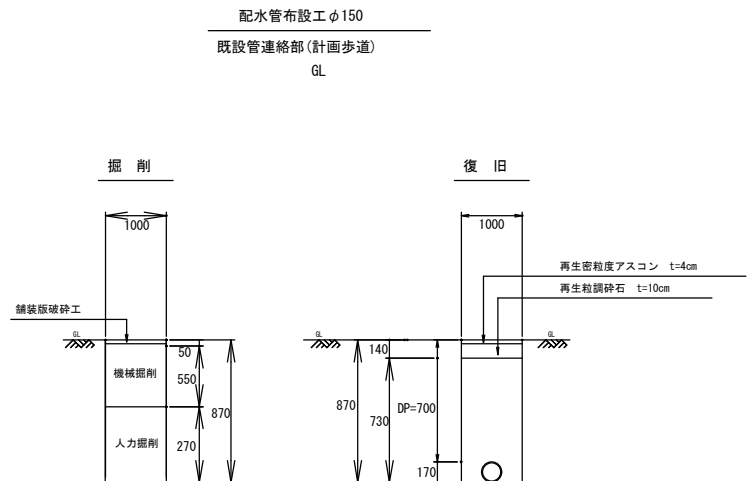 配水管布設工φ150
既設管連絡部(計画歩道)
GL
掘 削
復 旧
1000
1000
再生密粒度アスコン t=4cm
再生粒調砕石 t=10cm
舗装版破砕工
GL
GL
GL
50
機械掘削
550
870
人力掘削
270
140
870
DP=700
730
170